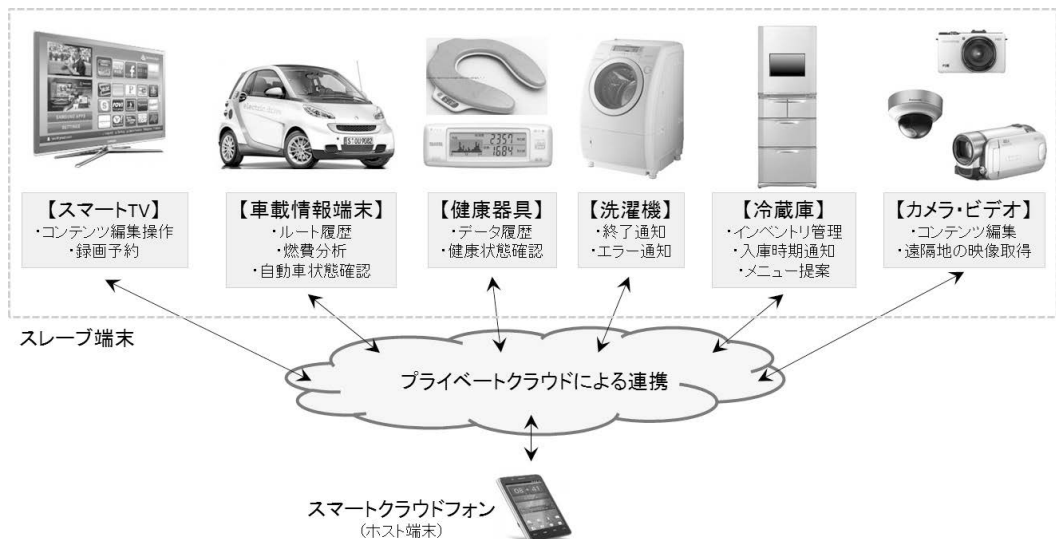 2357
1684
【スマートTV】
・コンテンツ編集操作
・録画予約
【車載情報端末】
・ルート履歴
・燃費分析
・自動車状態確認
【健康器具】
・データ履歴
・健康状態確認
【洗濯機】
・終了通知
・エラー通知
【冷蔵庫】
・インベントリ管理
・入庫時期通知
・メニュー提案
【カメラ・ビデオ】
・コンテンツ編集
・遠隔地の映像取得
スレーブ端末
プライベートクラウドによる連携
スマートクラウドフォン
(ホスト端末)